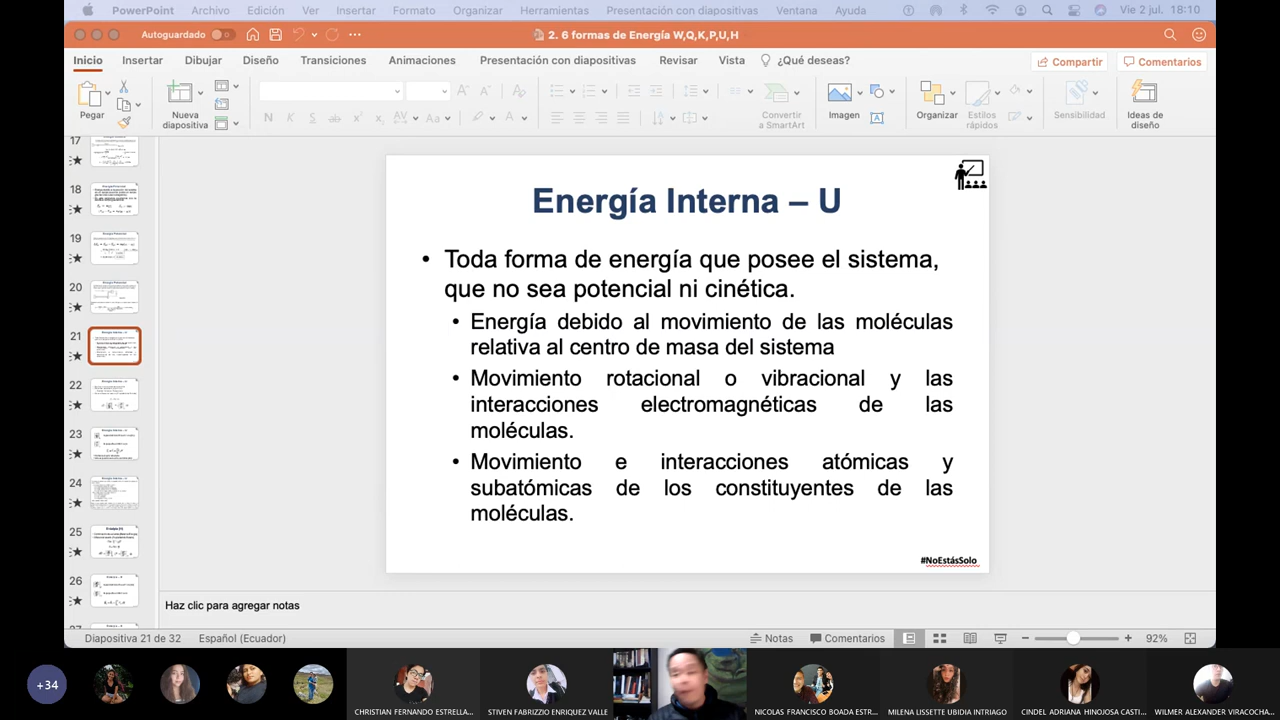 PowerPoint Archivo Edición Ver Insertar Formato Organizar Herramientas Presentación con diapositivas Ventana Ayuda Vie 2 jul. 18:10
Autoguardado 2. 6 formas de Energía W,Q,K,P,U,H
Inicio Insertar Dibujar Diseño Transiciones Animaciones Presentación con diapositivas Revisar Vista ¿Qué deseas? Compartir Comentarios
Pegar
Nueva
diapositiva
Convertir
a SmartArt
Imagen
Organizar
Estilos
rápidos
Sensibilidad
Ideas de
diseño
17
18
19
20
21
22
23
24
25
26
Energía Interna – U
• Toda forma de energía que posee el sistema,
que no sea potencial ni cinética.
• Energía debido al movimiento de las moléculas
relativa al centro de masa del sistema
• Movimiento rotacional o vibracional y las
interacciones electromagnéticas de las
moléculas.
• Movimiento e interacciones atómicas y
subatómicas de los constituyentes de las
moléculas.
#NoEstásSolo
Haz clic para agregar notas
Diapositiva 21 de 32 Español (Ecuador) Notas Comentarios 92%
+34
CHRISTIAN FERNANDO ESTRELLA... STIVEN FABRIZZIO ENRIQUEZ VALLE NICOLAS FRANCISCO BOADA ESTR... MILENA LISSETTE UBIDIA INTRIAGO CINDEL ADRIANA HINOJOSA CASTI... WILMER ALEXANDER VIRACOCHA...